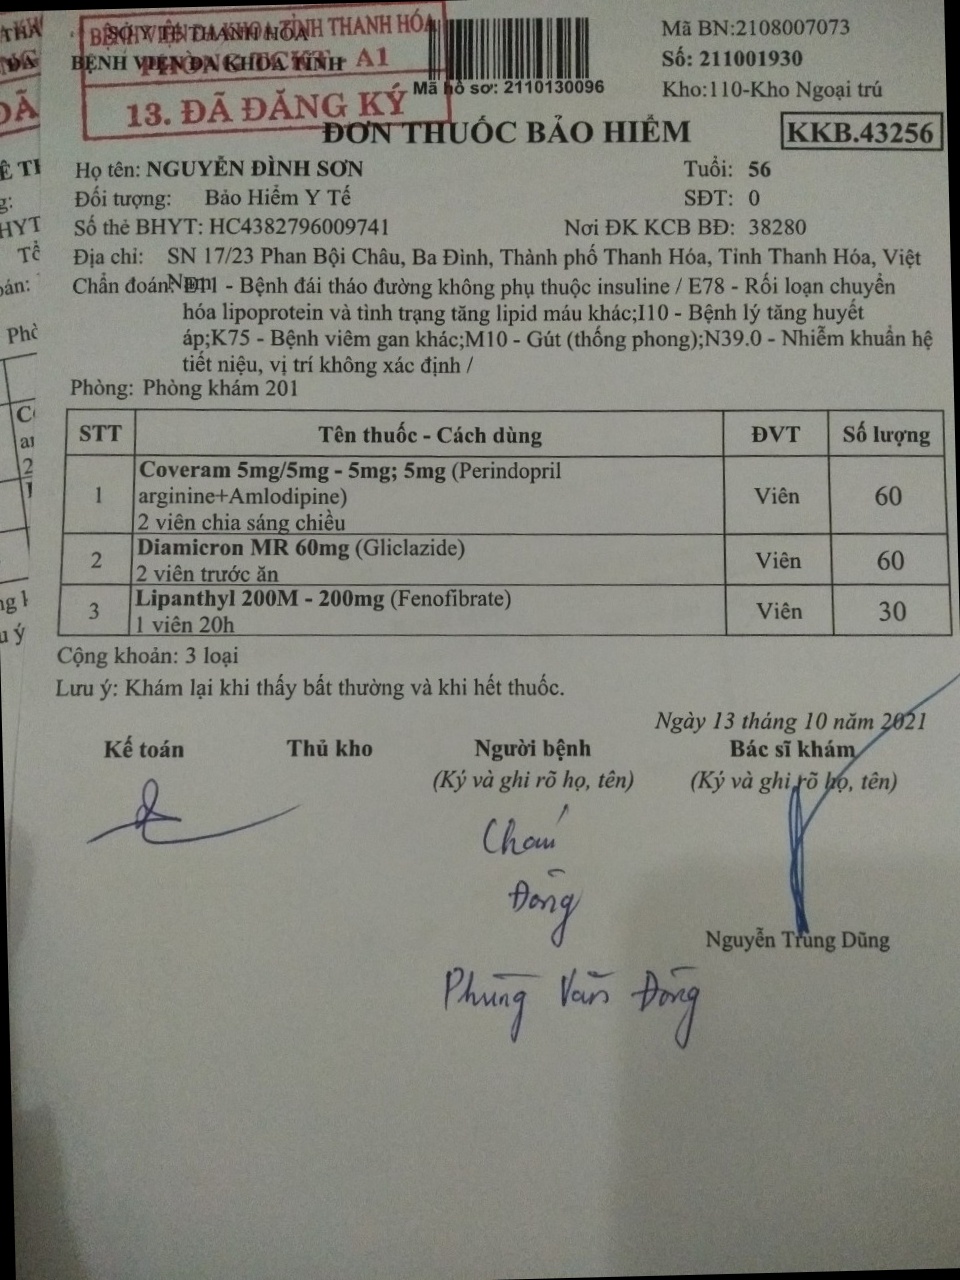 SỞ Y TẾ THANH HÓA
BỆNH VIỆN ĐA KHOA TỈNH
BỆNH VIỆN ĐA KHOA TỈNH THANH HÓA
PHÒNG TCKT - A1
13. ĐÃ ĐĂNG KÝ
Mã hồ sơ: 2110130096
Mã BN:2108007073
Số: 211001930
Kho:110-Kho Ngoại trú
ĐƠN THUỐC BẢO HIỂM
KKB.43256
Họ tên: NGUYỄN ĐÌNH SƠN Tuổi: 56
Đối tượng: Bảo Hiểm Y Tế SĐT: 0
Số thẻ BHYT: HC4382796009741 Nơi ĐK KCB BĐ: 38280
Địa chỉ: SN 17/23 Phan Bội Châu, Ba Đình, Thành phố Thanh Hóa, Tỉnh Thanh Hóa, Việt
Nam
Chẩn đoán: E11 - Bệnh đái tháo đường không phụ thuộc insuline / E78 - Rối loạn chuyển
hóa lipoprotein và tình trạng tăng lipid máu khác;I10 - Bệnh lý tăng huyết
áp;K75 - Bệnh viêm gan khác;M10 - Gút (thống phong);N39.0 - Nhiễm khuẩn hệ
tiết niệu, vị trí không xác định /
Phòng: Phòng khám 201
STT Tên thuốc - Cách dùng ĐVT Số lượng
1 Coveram 5mg/5mg - 5mg; 5mg (Perindopril
arginine+Amlodipine) Viên 60
2 viên chia sáng chiều
2 Diamicron MR 60mg (Gliclazide) Viên 60
2 viên trước ăn
3 Lipanthyl 200M - 200mg (Fenofibrate) Viên 30
1 viên 20h
Cộng khoản: 3 loại
Lưu ý: Khám lại khi thấy bất thường và khi hết thuốc.
Ngày 13 tháng 10 năm 2021
Kế toán Thủ kho Người bệnh Bác sĩ khám
(Ký và ghi rõ họ, tên) (Ký và ghi rõ họ, tên)
Đồng
Nguyễn Trung Dũng
Phùng Văn Đồng